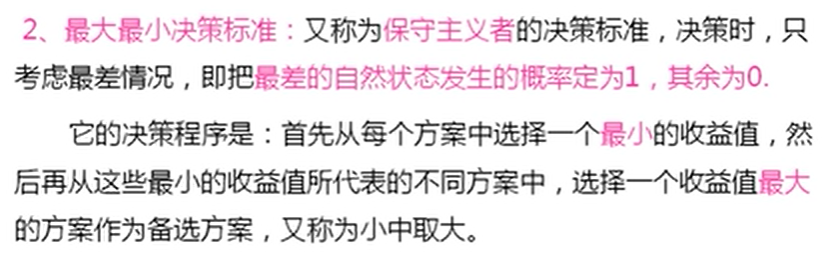 2、最大最小决策标准：又称为保守主义者的决策标准，决策时，只
考虑最差情况，即把最差的自然状态发生的概率定为1，其余为0.
它的决策程序是：首先从每个方案中选择一个最小的收益值，然
后再从这些最小的收益值所代表的不同方案中，选择一个收益值最大
的方案作为备选方案，又称为小中取大。